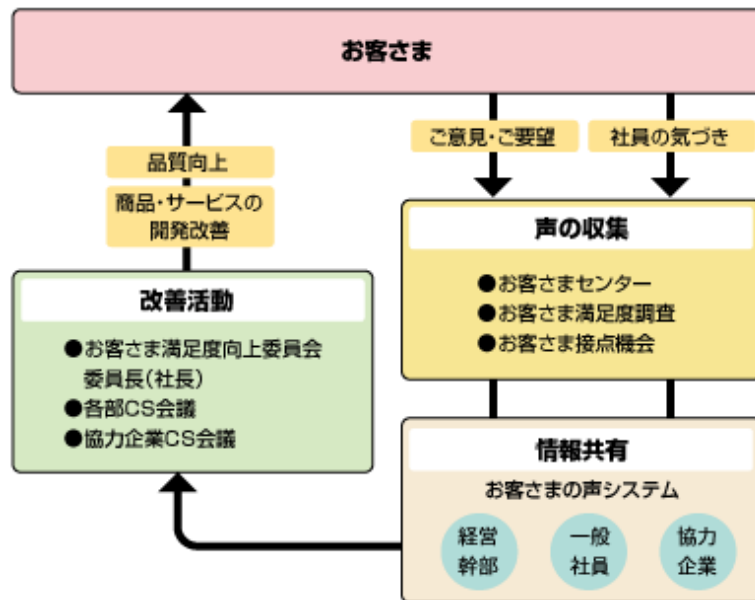 お客さま
品質向上
商品・サービスの
開発改善
ご意見・ご要望
社員の気づき
声の収集
●お客さまセンター
●お客さま満足度調査
●お客さま接点機会
改善活動
●お客さま満足度向上委員会
委員長(社長)
●各部CS会議
●協力企業CS会議
情報共有
お客さまの声システム
経営
幹部
一般
社員
協力
企業